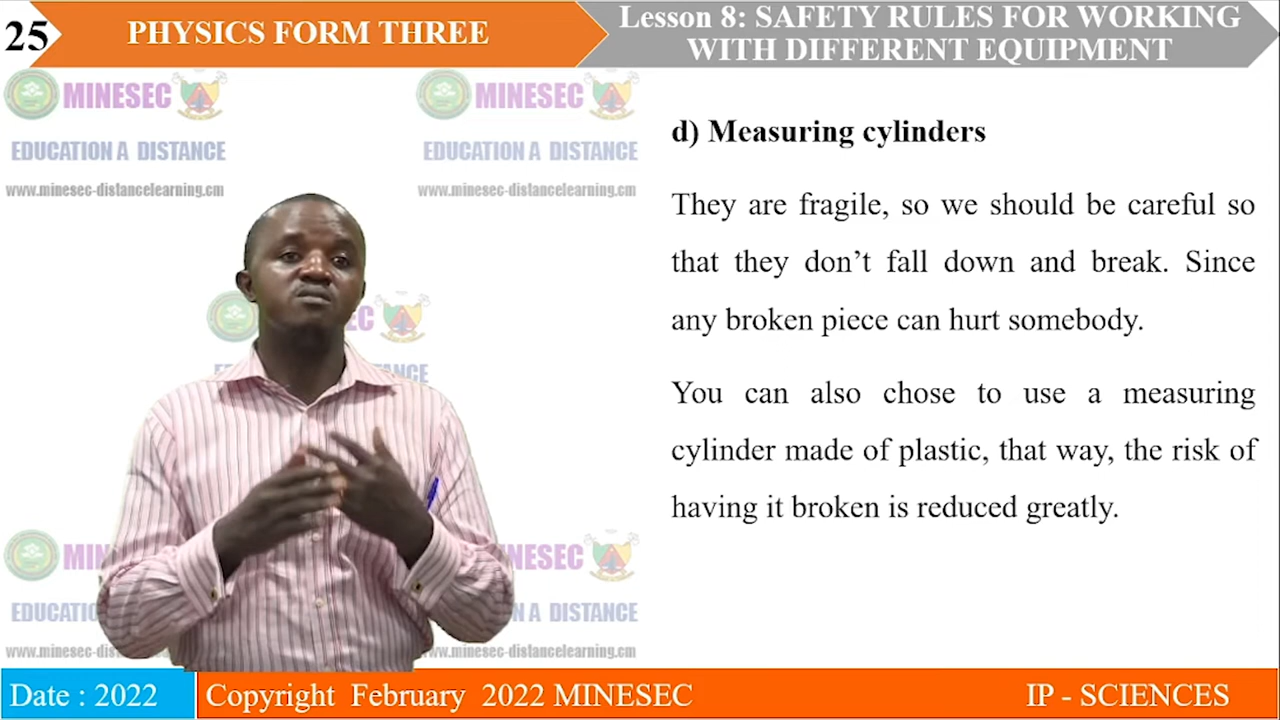 25
PHYSICS FORM THREE
Lesson 8: SAFETY RULES FOR WORKING
WITH DIFFERENT EQUIPMENT
MINESEC
EDUCATION A DISTANCE
www.minesec-distancelearning.cm
MINESEC
EDUCATION A DISTANCE
www.minesec-distancelearning.cm
d) Measuring cylinders
They are fragile, so we should be careful so
that they don’t fall down and break. Since
any broken piece can hurt somebody.
You can also chose to use a measuring
cylinder made of plastic, that way, the risk of
having it broken is reduced greatly.
Date : 2022
Copyright February 2022 MINESEC
IP - SCIENCES